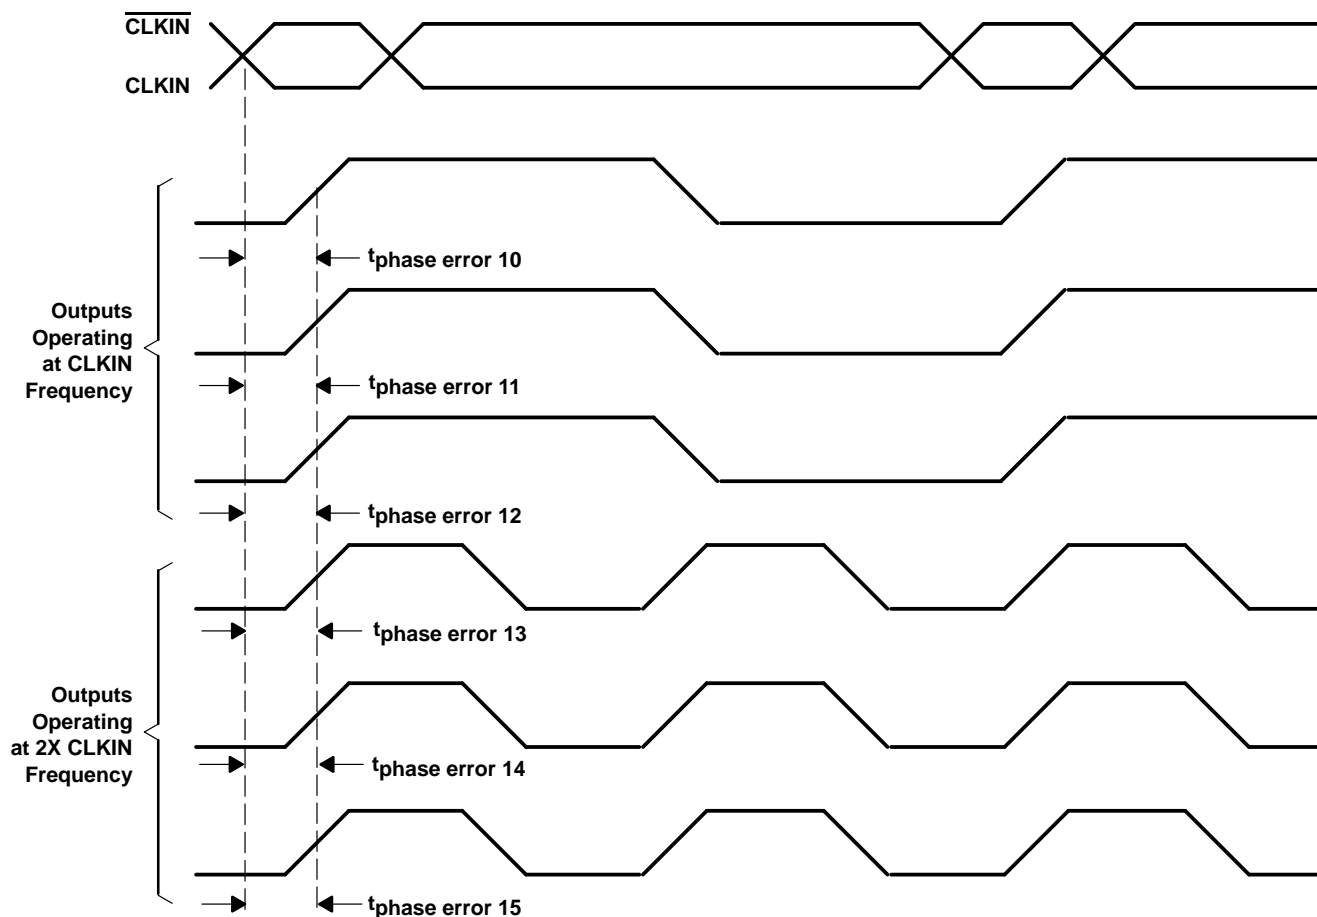 CLKIN
CLKIN
tphase error 10
Outputs
Operating
at CLKIN
Frequency
tphase error 11
tphase error 12
tphase error 13
Outputs
Operating
at 2X CLKIN
Frequency
tphase error 14
tphase error 15